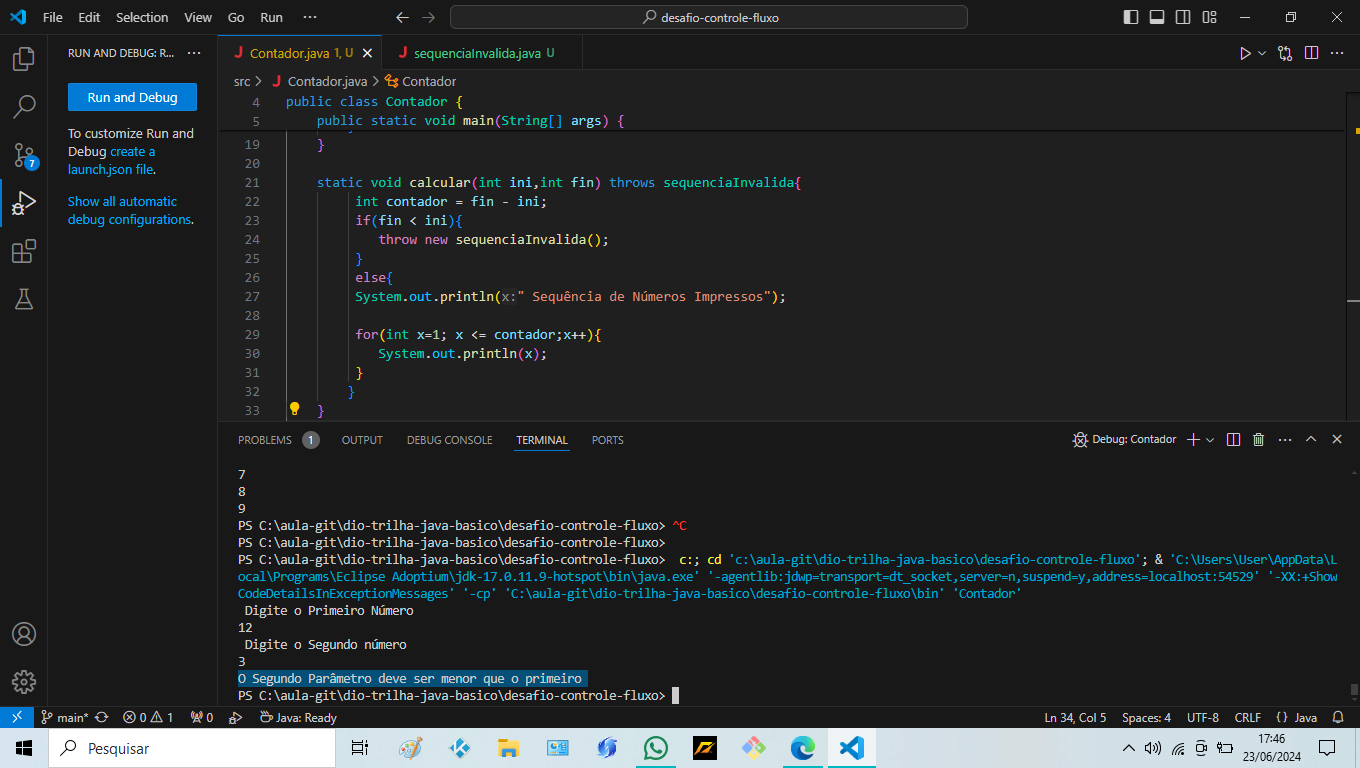 File Edit Selection View Go Run ··· desafio-controle-fluxo
RUN AND DEBUG: R... ···
Contador.java 1, U
sequenciaInvalida.java U
Run and Debug
To customize Run and
Debug create a
launch.json file.
Show all automatic
debug configurations.
7
src > Contador.java > Contador
4 public class Contador {
5 public static void main(String[] args) {
19 }
20
21 static void calcular(int ini,int fin) throws sequenciaInvalida{
22 int contador = fin - ini;
23 if(fin < ini){
24 throw new sequenciaInvalida();
25 }
26 else{
27 System.out.println(x:" Sequência de Números Impressos");
28
29 for(int x=1; x <= contador;x++){
30 System.out.println(x);
31 }
32 }
33 }
PROBLEMS 1 OUTPUT DEBUG CONSOLE TERMINAL PORTS Debug: Contador
7
8
9
PS C:\aula-git\dio-trilha-java-basico\desafio-controle-fluxo> ^C
PS C:\aula-git\dio-trilha-java-basico\desafio-controle-fluxo>
PS C:\aula-git\dio-trilha-java-basico\desafio-controle-fluxo> c:; cd 'c:\aula-git\dio-trilha-java-basico\desafio-controle-fluxo'; & 'C:\Users\User\AppData\L
ocal\Programs\Eclipse Adoptium\jdk-17.0.11.9-hotspot\bin\java.exe' '-agentlib:jdwp=transport=dt_socket,server=n,suspend=y,address=localhost:54529' '-XX:+Show
CodeDetailsInExceptionMessages' '-cp' 'C:\aula-git\dio-trilha-java-basico\desafio-controle-fluxo\bin' 'Contador'
Digite o Primeiro Número
12
Digite o Segundo número
3
O Segundo Parâmetro deve ser menor que o primeiro
PS C:\aula-git\dio-trilha-java-basico\desafio-controle-fluxo>
main* 0 1 0 Java: Ready Ln 34, Col 5 Spaces: 4 UTF-8 CRLF {} Java
Pesquisar
17:46
23/06/2024